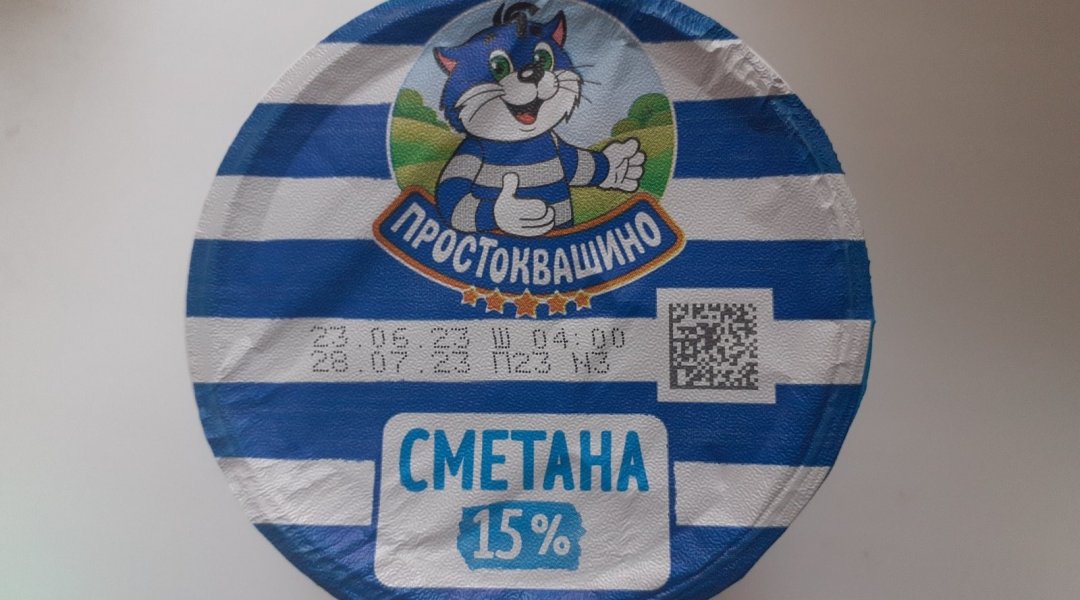 ПРОСТОКВАШИНО
23.06.23 Ш 04:00
28.07.23 П23 №3
СМЕТАНА
15%